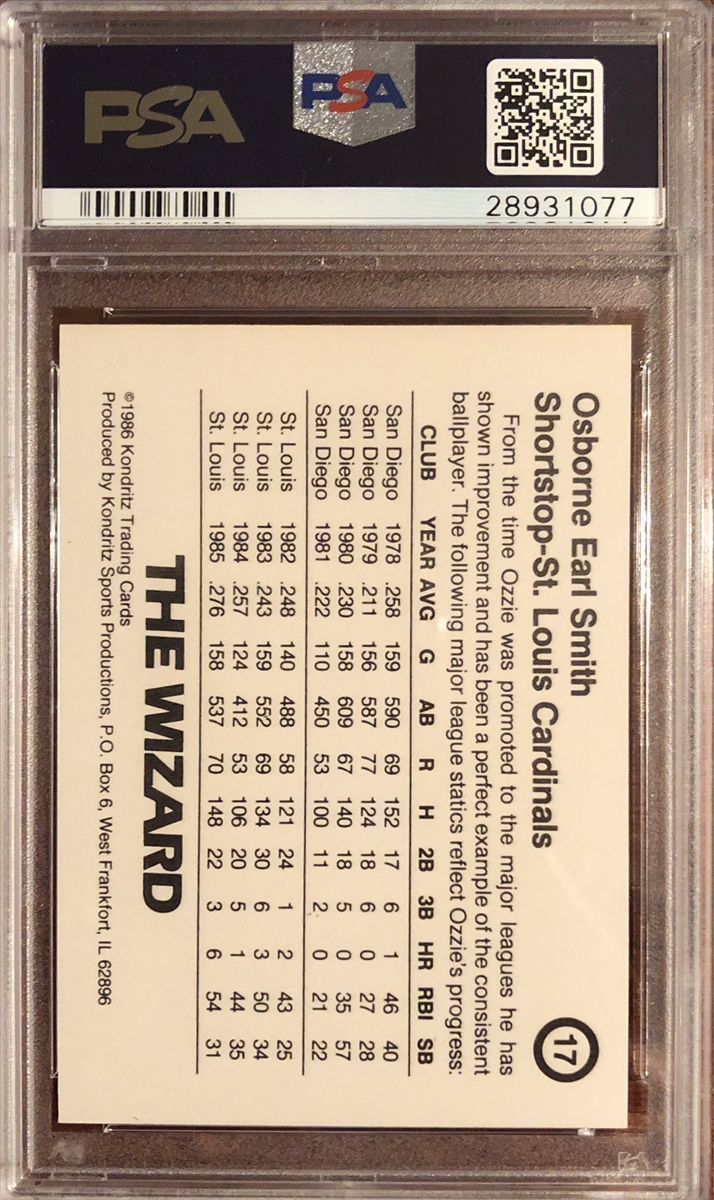 PSA
PSA
28931077
17
Osborne Earl Smith
Shortstop-St. Louis Cardinals
From the time Ozzie was promoted to the major leagues he has
shown improvement and has been a perfect example of the consistent
ballplayer. The following major league statics reflect Ozzie's progress:
CLUB YEAR AVG G AB R H 2B 3B HR RBI SB
San Diego 1978 .258 159 590 69 152 17 6 1 46 40
San Diego 1979 .211 156 587 77 124 18 6 0 27 28
San Diego 1980 .230 158 609 67 140 18 5 0 35 57
San Diego 1981 .222 110 450 53 100 11 2 0 21 22
St. Louis 1982 .248 140 488 58 121 24 1 2 43 25
St. Louis 1983 .243 159 552 69 134 30 6 3 50 34
St. Louis 1984 .257 124 412 53 106 20 5 1 44 35
St. Louis 1985 .276 158 537 70 148 22 3 6 54 31
THE WIZARD
©1986 Kondritz Trading Cards
Produced by Kondritz Sports Productions, P.O. Box 6, West Frankfort, IL 62896